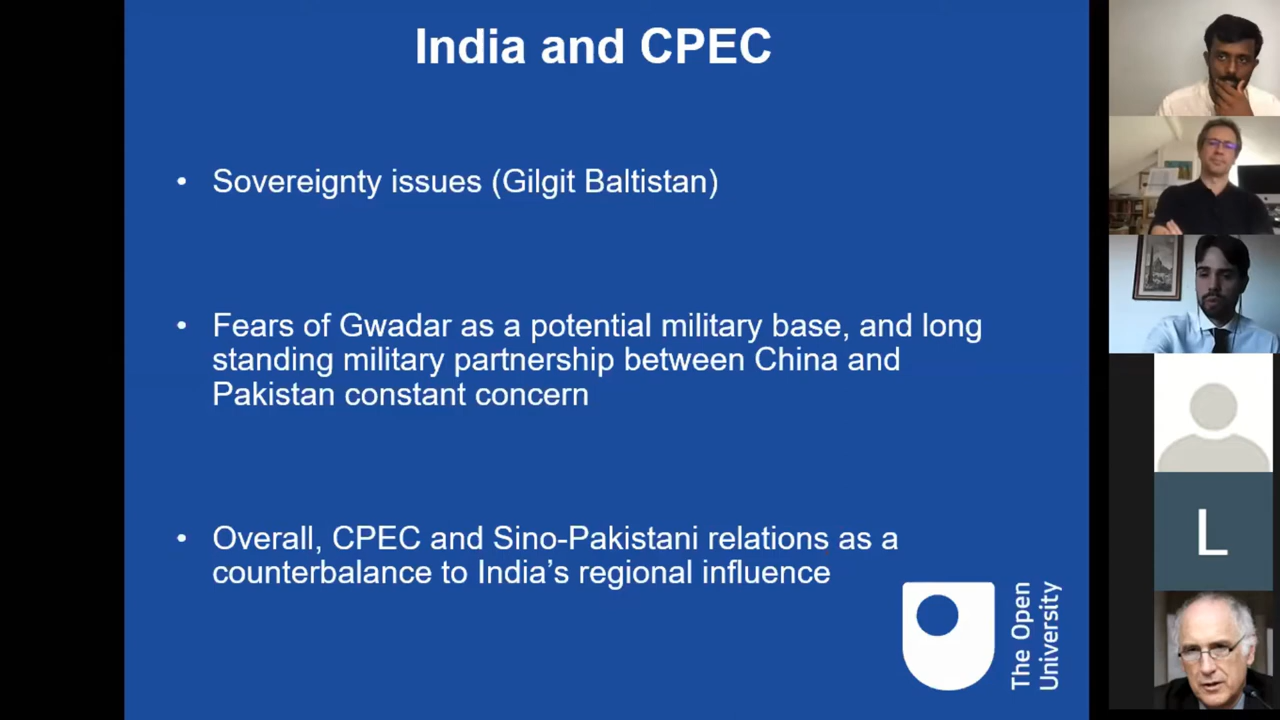 India and CPEC
• Sovereignty issues (Gilgit Baltistan)
• Fears of Gwadar as a potential military base, and long
standing military partnership between China and
Pakistan constant concern
• Overall, CPEC and Sino-Pakistani relations as a
counterbalance to India’s regional influence
The Open
University
L